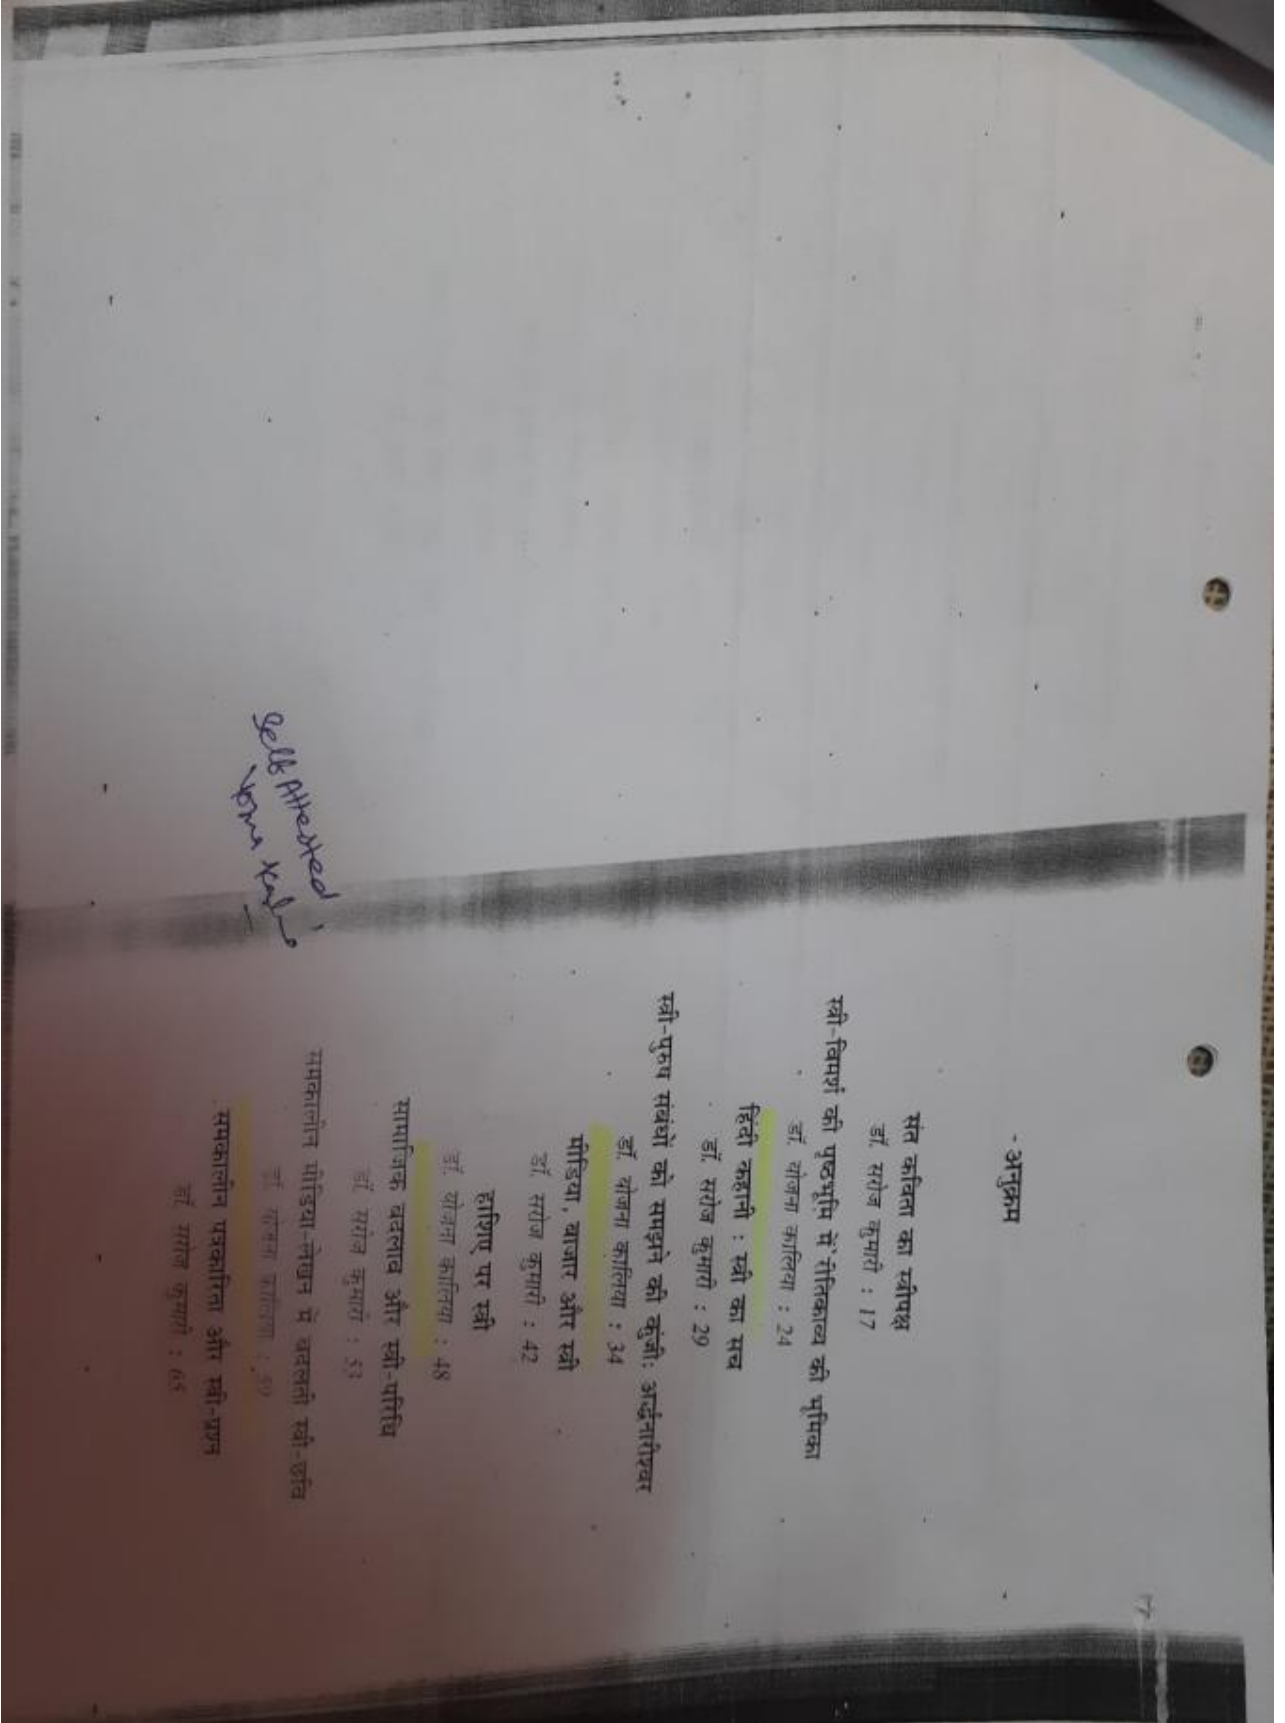 अनुक्रम
संत कविता का स्त्रीपक्ष
डॉ. सरोज कुमारी : 17
स्त्री-विमर्श की पृष्ठभूमि में रीतिकाव्य की भूमिका
डॉ. योजना कालिया : 24
हिंदी कहानी : स्त्री का सच
डॉ. सरोज कुमारी : 29
स्त्री-पुरुष संबंधों को समझने की कुंजी: अर्द्धनारीश्वर
डॉ. योजना कालिया : 34
मीडिया, बाजार और स्त्री
डॉ. सरोज कुमारी : 42
हाशिए पर स्त्री
डॉ. योजना कालिया : 48
सामाजिक बदलाव और स्त्री-परिधि
डॉ. सरोज कुमारी : 53
समकालीन मीडिया-लेखन में बदलती स्त्री-छवि
डॉ. योजना कालिया :
समकालीन पत्रकारिता और स्त्री-प्रश्न
डॉ. सरोज कुमारी :
Self Attested